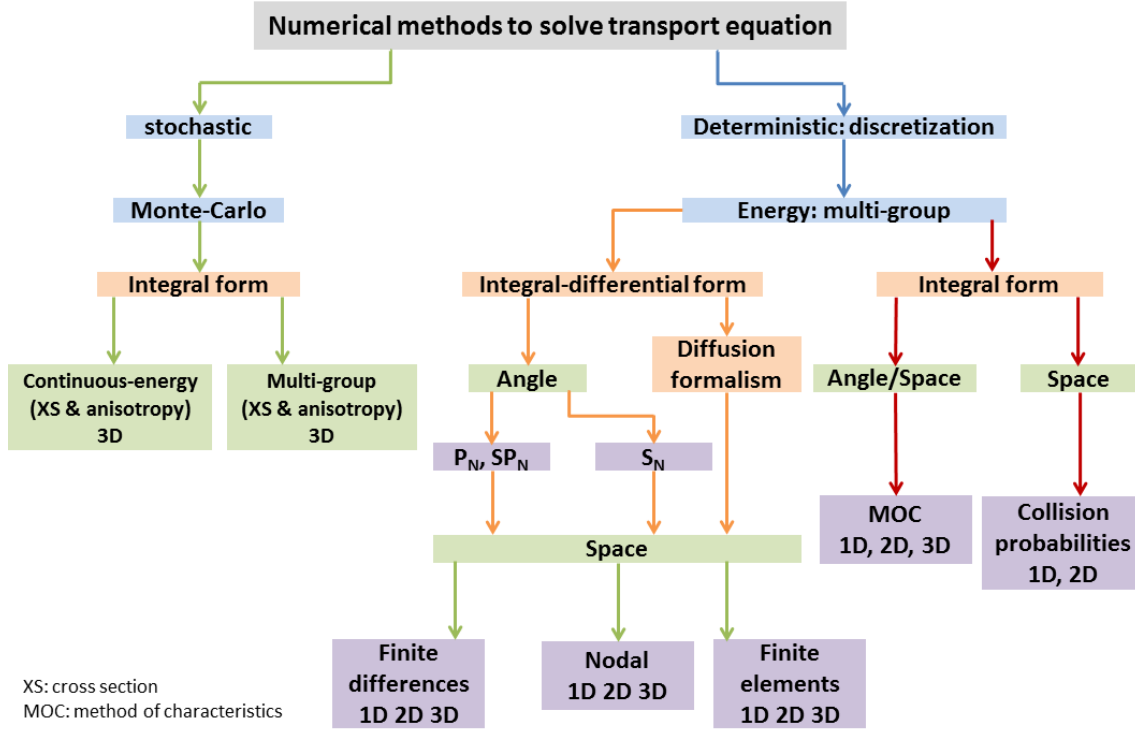 Numerical methods to solve transport equation
stochastic
Deterministic: discretization
Monte-Carlo
Energy: multi-group
Integral form
Integral-differential form
Integral form
Continuous-energy
(XS & anisotropy)
3D
Multi-group
(XS & anisotropy)
3D
Angle
Diffusion
formalism
Angle/Space
Space
P_N, SP_N
S_N
MOC
1D, 2D, 3D
Collision
probabilities
1D, 2D
Space
Finite
differences
1D 2D 3D
Nodal
1D 2D 3D
Finite
elements
1D 2D 3D
XS: cross section
MOC: method of characteristics